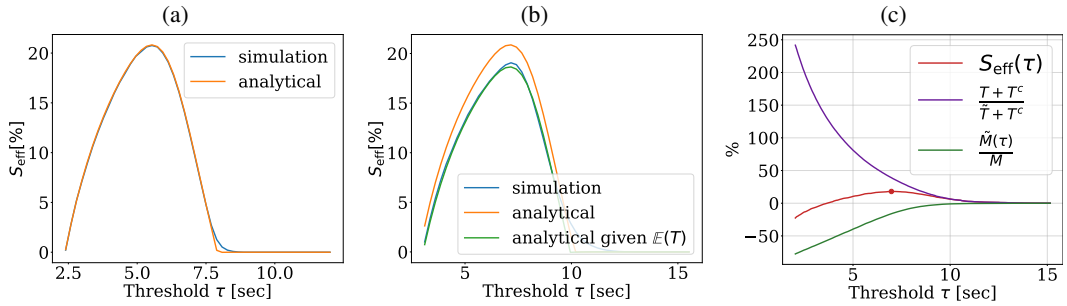 (a)
S_eff[%]
20
15
10
5
0
simulation
analytical
2.5 5.0 7.5 10.0
Threshold τ [sec]
(b)
S_eff[%]
20
15
10
5
0
simulation
analytical
analytical given 𝔼(T)
5 10 15
Threshold τ [sec]
(c)
%
250
200
150
100
50
0
−50
S_eff(τ)
T + T^c / T̃ + T^c
M̃(τ) / M
5 10 15
Threshold τ [sec]